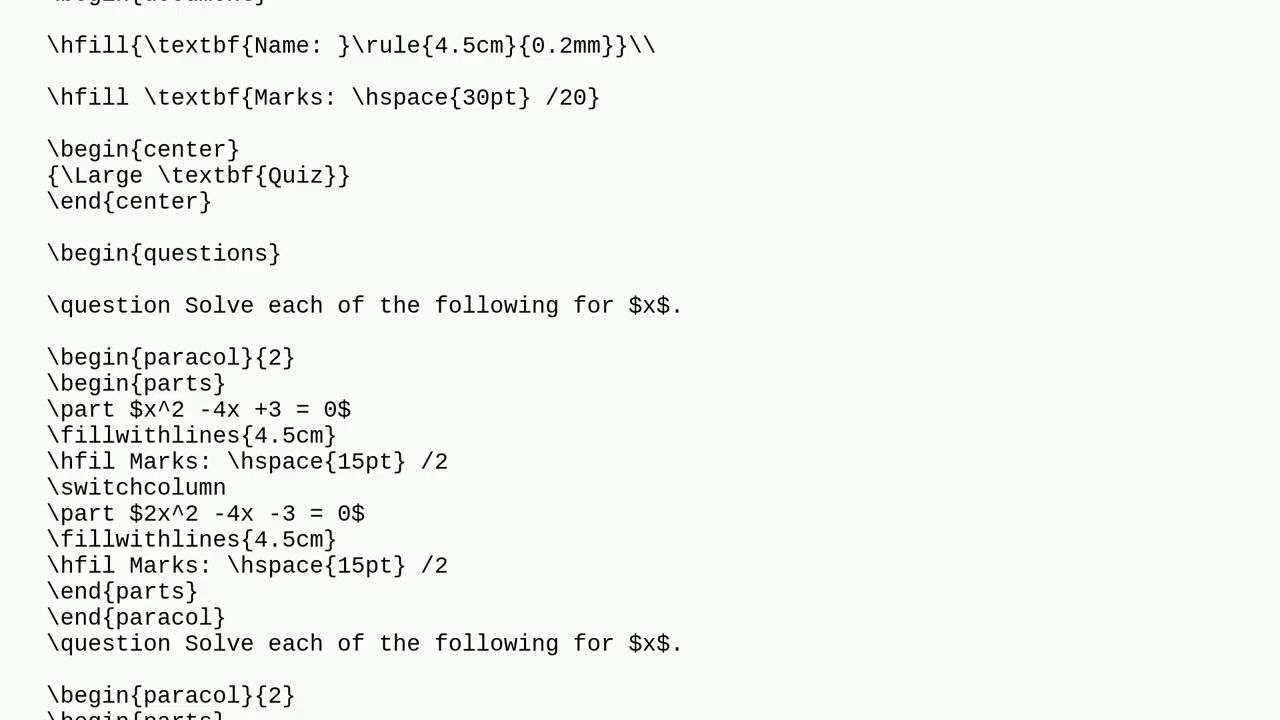 \begin{document}
\hfill{\textbf{Name: }\rule{4.5cm}{0.2mm}}\\
\hfill \textbf{Marks: \hspace{30pt} /20}
\begin{center}
{\Large \textbf{Quiz}}
\end{center}
\begin{questions}
\question Solve each of the following for $x$.
\begin{paracol}{2}
\begin{parts}
\part $x^2 -4x +3 = 0$
\fillwithlines{4.5cm}
\hfil Marks: \hspace{15pt} /2
\switchcolumn
\part $2x^2 -4x -3 = 0$
\fillwithlines{4.5cm}
\hfil Marks: \hspace{15pt} /2
\end{parts}
\end{paracol}
\question Solve each of the following for $x$.
\begin{paracol}{2}
\begin{parts}